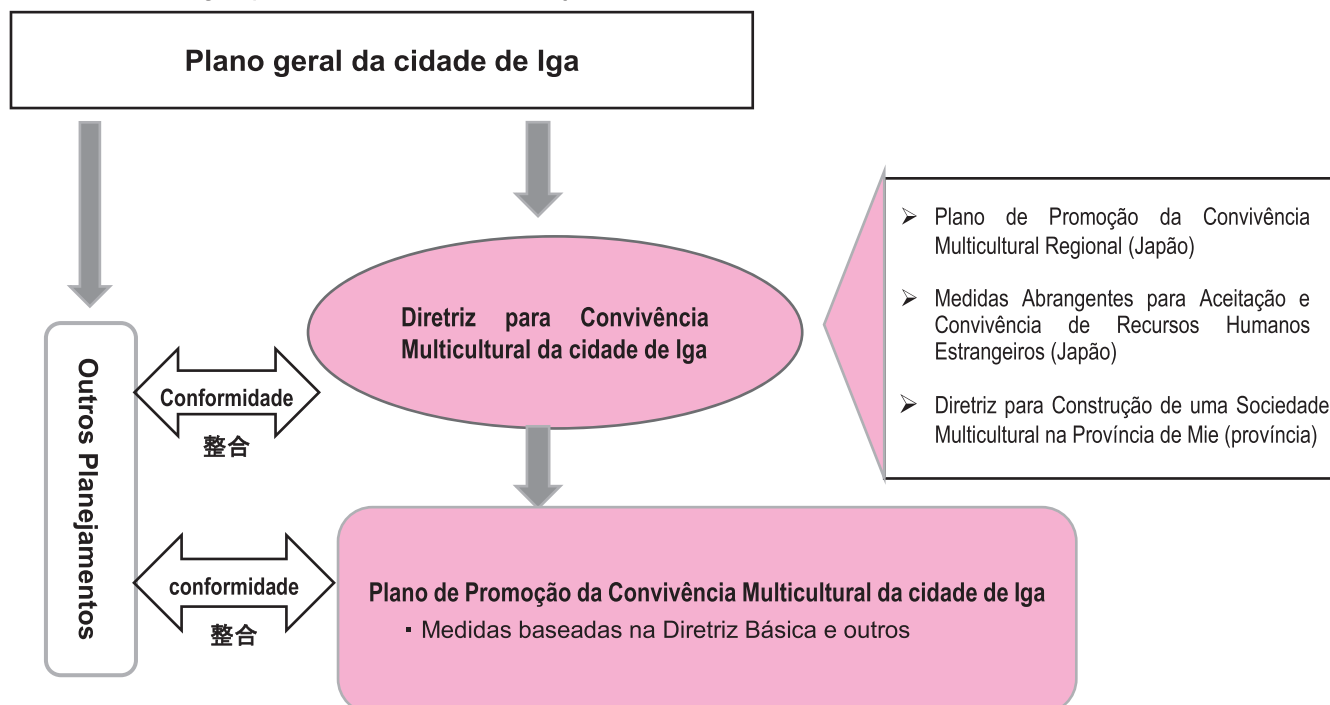 Plano geral da cidade de Iga
➢ Plano de Promoção da Convivência
Multicultural Regional (Japão)
➢ Medidas Abrangentes para Aceitação e
Convivência de Recursos Humanos
Estrangeiros (Japão)
➢ Diretriz para Construção de uma Sociedade
Multicultural na Província de Mie (província)
Diretriz para Convivência
Multicultural da cidade de Iga
Outros Planejamentos
Conformidade
整合
conformidade
整合
Plano de Promoção da Convivência Multicultural da cidade de Iga
・Medidas baseadas na Diretriz Básica e outros